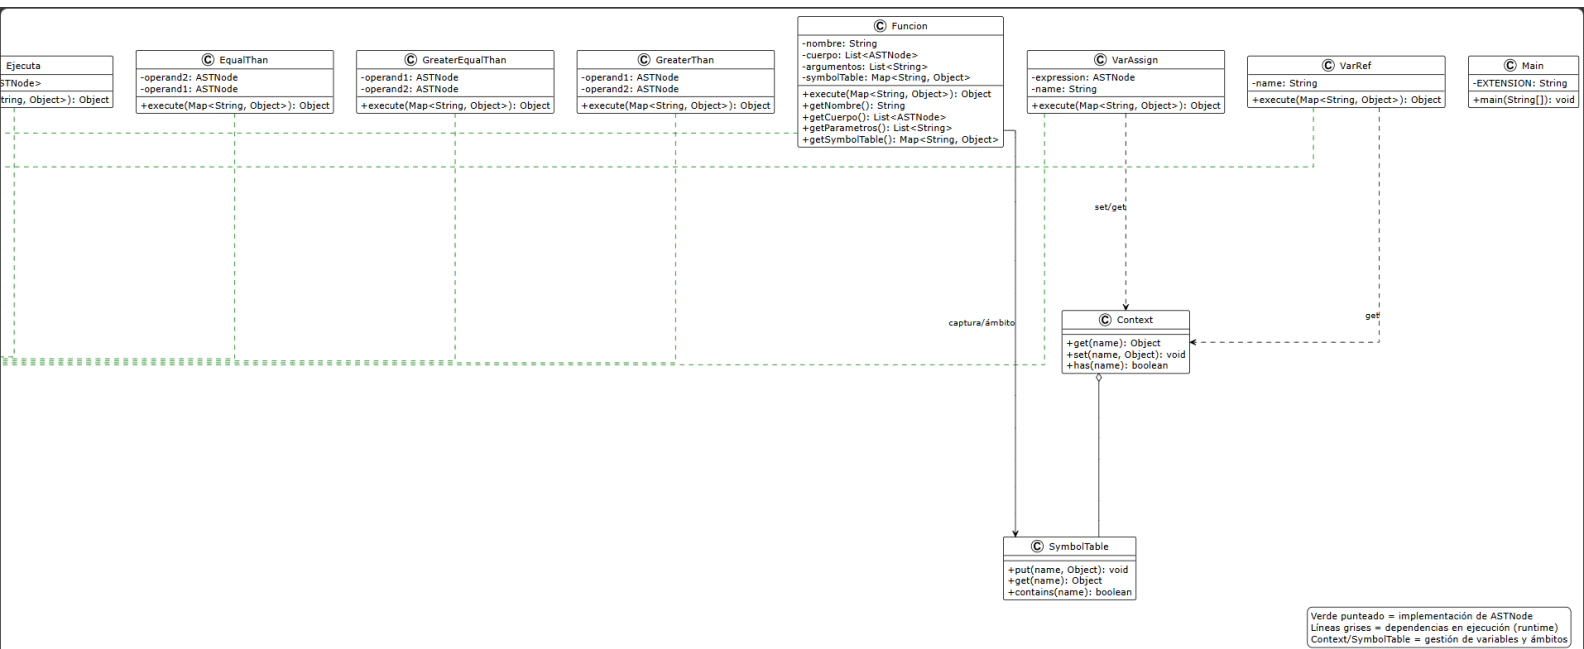 Ejecuta
STNode>
tring, Object>): Object
C EqualThan
-operand2: ASTNode
-operand1: ASTNode
+execute(Map<String, Object>): Object
C GreaterEqualThan
-operand1: ASTNode
-operand2: ASTNode
+execute(Map<String, Object>): Object
C GreaterThan
-operand1: ASTNode
-operand2: ASTNode
+execute(Map<String, Object>): Object
C Funcion
-nombre: String
-cuerpo: List<ASTNode>
-argumentos: List<String>
-symbolTable: Map<String, Object>
+execute(Map<String, Object>): Object
+getNombre(): String
+getCuerpo(): List<ASTNode>
+getParametros(): List<String>
+getSymbolTable(): Map<String, Object>
C VarAssign
-expression: ASTNode
-name: String
+execute(Map<String, Object>): Object
C VarRef
-name: String
+execute(Map<String, Object>): Object
C Main
-EXTENSION: String
+main(String[]): void
set/get
captura/ámbito
get
C Context
+get(name): Object
+set(name, Object): void
+has(name): boolean
C SymbolTable
+put(name, Object): void
+get(name): Object
+contains(name): boolean
Verde punteado = implementación de ASTNode
Líneas grises = dependencias en ejecución (runtime)
Context/SymbolTable = gestión de variables y ámbitos